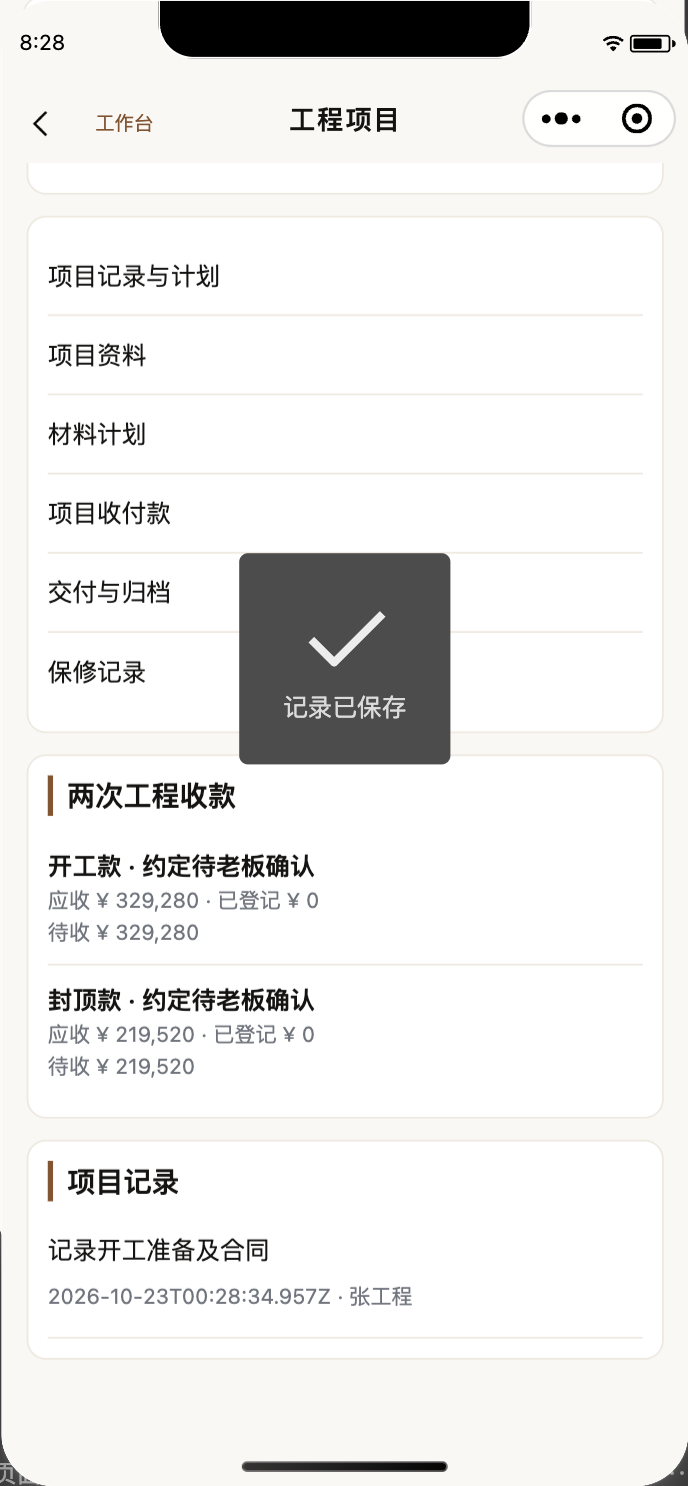 8:28
工作台
工程项目
项目记录与计划
项目资料
材料计划
项目收付款
交付与归档
保修记录
记录已保存
两次工程收款
开工款 · 约定待老板确认
应收 ¥ 329,280 · 已登记 ¥ 0
待收 ¥ 329,280
封顶款 · 约定待老板确认
应收 ¥ 219,520 · 已登记 ¥ 0
待收 ¥ 219,520
项目记录
记录开工准备及合同
2026-10-23T00:28:34.957Z · 张工程